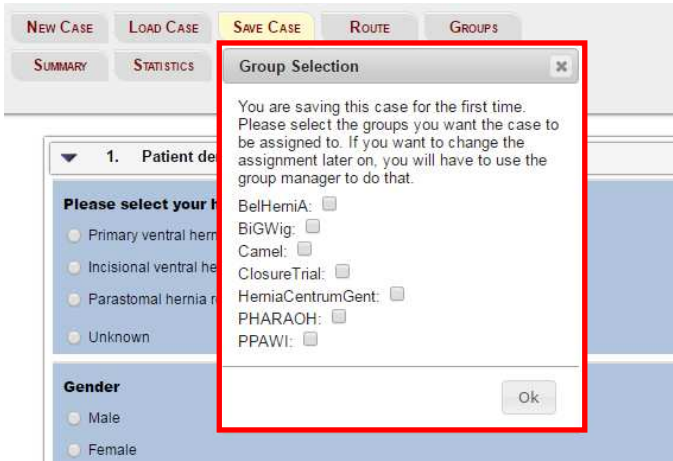 New Case Load Case Save Case Route Groups
Summary Statistics
Group Selection
You are saving this case for the first time.
Please select the groups you want the case to
be assigned to. If you want to change the
assignment later on, you will have to use the
group manager to do that.
BelHerniA:
BiGWig:
Camel:
ClosureTrial:
HerniaCentrumGent:
PHARAOH:
PPAWI:
Ok
1. Patient
Please select your
Primary ventral
Incisional ventral
Parastomal hernia
Unknown
Gender
Male
Female